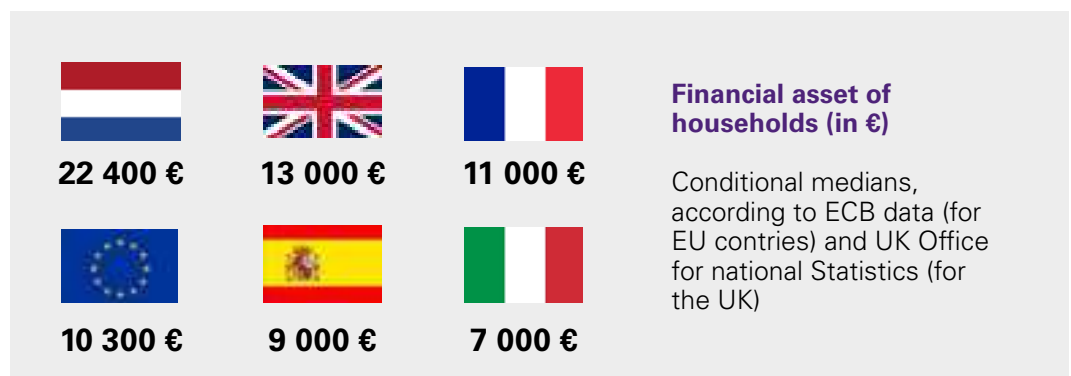 22 400 €
13 000 €
11 000 €
10 300 €
9 000 €
7 000 €
Financial asset of
households (in €)
Conditional medians,
according to ECB data (for
EU contries) and UK Office
for national Statistics (for
the UK)